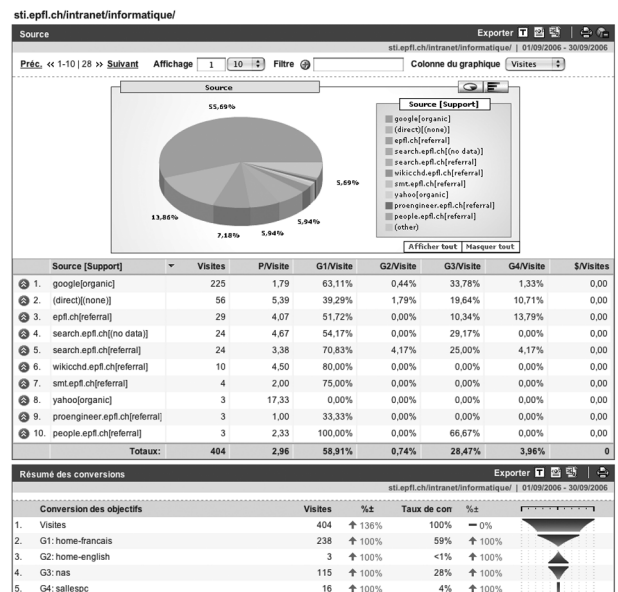 sti.epfl.ch/intranet/informatique/
Source Exporter T
sti.epfl.ch/intranet/informatique/ | 01/09/2006 - 30/09/2006
Préc. << 1-10 | 28 >> Suivant Affichage 1 10 Filtre Colonne du graphique Visites
Source
55,69%
13,86%
7,18%
5,94%
5,94%
5,69%
Source [Support]
google[organic]
(direct)[(none)]
epfl.ch[referral]
search.epfl.ch[(no data)]
search.epfl.ch[referral]
wikicchd.epfl.ch[referral]
smt.epfl.ch[referral]
yahoo[organic]
proengineer.epfl.ch[referral]
people.epfl.ch[referral]
(other)
Afficher tout Masquer tout
Source [Support] Visites P/Visite G1/Visite G2/Visite G3/Visite G4/Visite $/Visites
1. google[organic] 225 1,79 63,11% 0,44% 33,78% 1,33% 0,00
2. (direct)[(none)] 56 5,39 39,29% 1,79% 19,64% 10,71% 0,00
3. epfl.ch[referral] 29 4,07 51,72% 0,00% 10,34% 13,79% 0,00
4. search.epfl.ch[(no data)] 24 4,67 54,17% 0,00% 29,17% 0,00% 0,00
5. search.epfl.ch[referral] 24 3,38 70,83% 4,17% 25,00% 4,17% 0,00
6. wikicchd.epfl.ch[referral] 10 4,50 80,00% 0,00% 0,00% 0,00% 0,00
7. smt.epfl.ch[referral] 4 2,00 75,00% 0,00% 0,00% 0,00% 0,00
8. yahoo[organic] 3 17,33 0,00% 0,00% 0,00% 0,00% 0,00
9. proengineer.epfl.ch[referral] 3 1,00 33,33% 0,00% 0,00% 0,00% 0,00
10. people.epfl.ch[referral] 3 2,33 100,00% 0,00% 66,67% 0,00% 0,00
Totaux: 404 2,96 58,91% 0,74% 28,47% 3,96% 0
Résumé des conversions Exporter T
sti.epfl.ch/intranet/informatique/ | 01/09/2006 - 30/09/2006
Conversion des objectifs Visites %± Taux de con %±
1. Visites 404 136% 100% 0%
2. G1: home-francais 238 100% 59% 100%
3. G2: home-english 3 100% <1% 100%
4. G3: nas 115 100% 28% 100%
5. G4: sallespc 16 100% 4% 100%